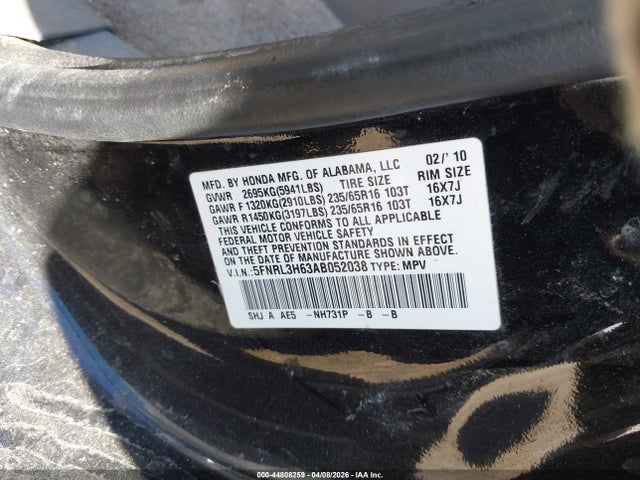 MFD. BY HONDA MFG. OF ALABAMA, LLC 02/'10
GVWR 2695KG(5941LBS) TIRE SIZE RIM SIZE
GAWR F1320KG(2910LBS) 235/65R16 103T 16X7J
GAWR R1450KG(3197LBS) 235/65R16 103T 16X7J
THIS VEHICLE CONFORMS TO ALL APPLICABLE
FEDERAL MOTOR VEHICLE SAFETY
AND THEFT PREVENTION STANDARDS IN EFFECT
ON THE DATE OF MANUFACTURE SHOWN ABOVE.
V.I.N.:5FNRL3H63AB052038 TYPE: MPV
SHJ A AE5 -NH731P -B -B
000-44808259 - 04/08/2026 - IAA Inc.